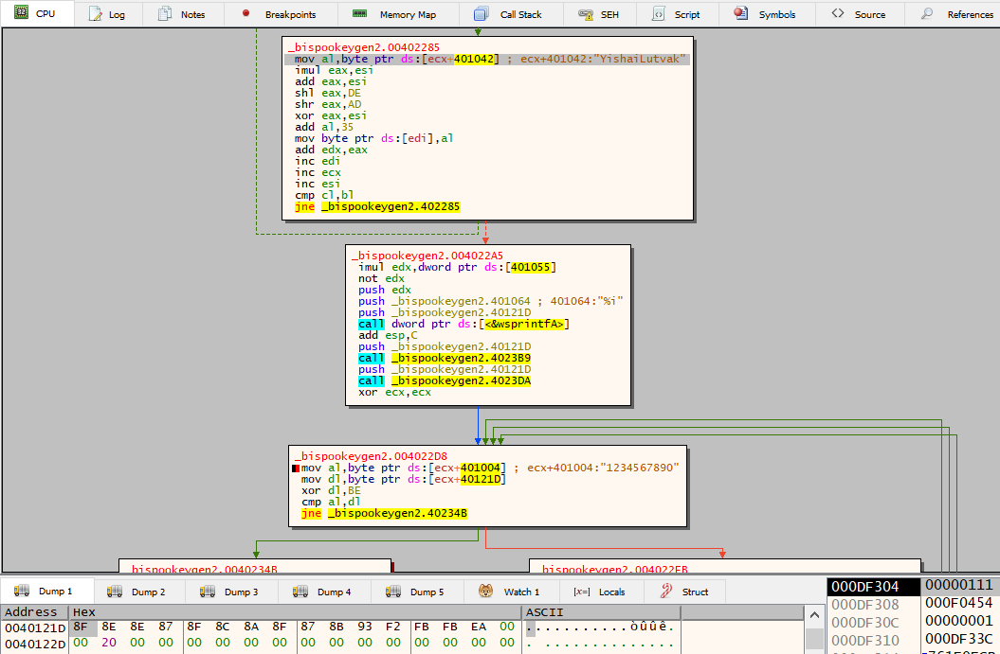 CPU Log Notes Breakpoints Memory Map Call Stack SEH Script Symbols Source References
_bispookeygen2.00402285
mov al,byte ptr ds:[ecx+401042] ; ecx+401042:"YishaiLutvak"
imul eax,esi
add eax,esi
shl eax,DE
shr eax,AD
xor eax,esi
add al,35
mov byte ptr ds:[edi],al
add edx,eax
inc edi
inc ecx
inc esi
cmp cl,bl
jne _bispookeygen2.402285
_bispookeygen2.004022A5
imul edx,dword ptr ds:[401055]
not edx
push edx
push _bispookeygen2.401064 ; 401064:"%i"
push _bispookeygen2.40121D
call dword ptr ds:[<&wsprintfA>]
add esp,C
push _bispookeygen2.40121D
call _bispookeygen2.4023B9
push _bispookeygen2.40121D
call _bispookeygen2.4023DA
xor ecx,ecx
_bispookeygen2.004022D8
mov al,byte ptr ds:[ecx+401004] ; ecx+401004:"1234567890"
mov dl,byte ptr ds:[ecx+40121D]
xor dl,BE
cmp al,dl
jne _bispookeygen2.40234B
bispookeygen2.0040234B
bispookeygen2.004022EB
Dump 1 Dump 2 Dump 3 Dump 4 Dump 5 Watch 1 [x=] Locals Struct
Address Hex ASCII
0040121D 8F 8E 8E 87 8F 8C 8A 8F 87 8B 93 F2 FB FB EA 00 ...........òûûê.
0040122D 00 20 00 00 00 00 00 00 00 00 00 00 00 00 00 00 . ..............
000DF304 00000111
000DF308 000F0454
000DF30C 00000001
000DF310 000DF33C